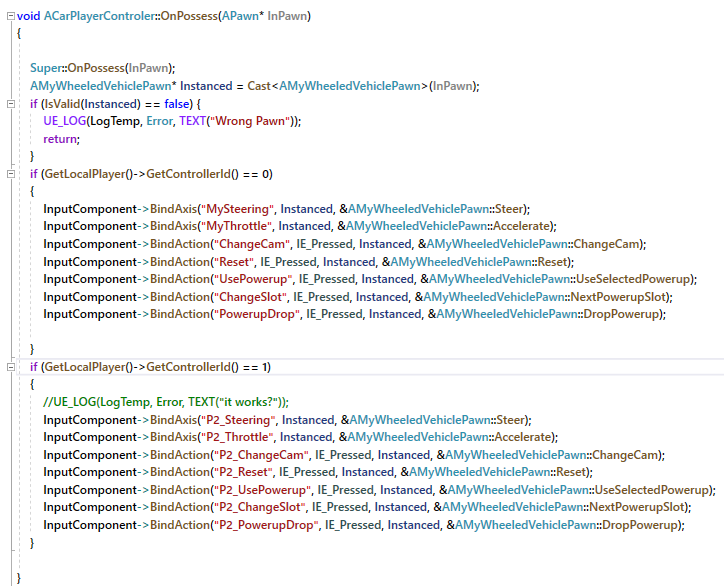 void ACarPlayerControler::OnPossess(APawn* InPawn)
{
Super::OnPossess(InPawn);
AMyWheeledVehiclePawn* Instanced = Cast<AMyWheeledVehiclePawn>(InPawn);
if (IsValid(Instanced) == false) {
UE_LOG(LogTemp, Error, TEXT("Wrong Pawn"));
return;
}
if (GetLocalPlayer()->GetControllerId() == 0)
{
InputComponent->BindAxis("MySteering", Instanced, &AMyWheeledVehiclePawn::Steer);
InputComponent->BindAxis("MyThrottle", Instanced, &AMyWheeledVehiclePawn::Accelerate);
InputComponent->BindAction("ChangeCam", IE_Pressed, Instanced, &AMyWheeledVehiclePawn::ChangeCam);
InputComponent->BindAction("Reset", IE_Pressed, Instanced, &AMyWheeledVehiclePawn::Reset);
InputComponent->BindAction("UsePowerup", IE_Pressed, Instanced, &AMyWheeledVehiclePawn::UseSelectedPowerup);
InputComponent->BindAction("ChangeSlot", IE_Pressed, Instanced, &AMyWheeledVehiclePawn::NextPowerupSlot);
InputComponent->BindAction("PowerupDrop", IE_Pressed, Instanced, &AMyWheeledVehiclePawn::DropPowerup);
}
if (GetLocalPlayer()->GetControllerId() == 1)
{
//UE_LOG(LogTemp, Error, TEXT("it works?"));
InputComponent->BindAxis("P2_Steering", Instanced, &AMyWheeledVehiclePawn::Steer);
InputComponent->BindAxis("P2_Throttle", Instanced, &AMyWheeledVehiclePawn::Accelerate);
InputComponent->BindAction("P2_ChangeCam", IE_Pressed, Instanced, &AMyWheeledVehiclePawn::ChangeCam);
InputComponent->BindAction("P2_Reset", IE_Pressed, Instanced, &AMyWheeledVehiclePawn::Reset);
InputComponent->BindAction("P2_UsePowerup", IE_Pressed, Instanced, &AMyWheeledVehiclePawn::UseSelectedPowerup);
InputComponent->BindAction("P2_ChangeSlot", IE_Pressed, Instanced, &AMyWheeledVehiclePawn::NextPowerupSlot);
InputComponent->BindAction("P2_PowerupDrop", IE_Pressed, Instanced, &AMyWheeledVehiclePawn::DropPowerup);
}
}